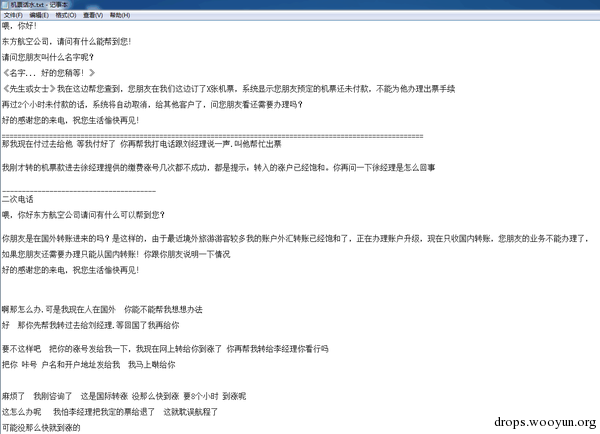 机票话水.txt - 记事本
文件(F) 编辑(E) 格式(O) 查看(V) 帮助(H)
喂，你好！
东方航空公司，请问有什么能帮到您！
请问您朋友叫什么名字呢？
《名字... 好的您稍等！》
《先生或女士》我在这边帮您查到，您朋友在我们这边订了X张机票，系统显示您朋友预定的机票还未付款，不能为他办理出票手续
再过2个小时未付款的话，系统将自动取消，给其他客户了，问您朋友看还需要办理吗？
好的感谢您的来电，祝您生活愉快再见！
那我现在付过去给他 等我付好了 你再帮我打电话跟刘经理说一声.叫他帮忙出票
我刚才转的机票款进去徐经理提供的缴费涨号几次都不成功，都是提示：转入的涨户已经饱和。你再问一下徐经理是怎么回事
二次电话
喂，你好东方航空公司请问有什么可以帮到您？
你朋友是在国外转账进来的吗？是这样的，由于最近境外旅游游客较多我的账户外汇转账已经饱和了，正在办理账户升级，现在只收国内转账，您朋友的业务不能办理了，
如果您朋友还需要办理只能从国内转账！你跟你朋友说明一下情况
好的感谢您的来电，祝您生活愉快再见！
啊那怎么办,可是我现在人在国外 你能不能帮我想想办法
好 那你先帮我转过去给刘经理.等回国了我再给你
要不这样吧 把你的涨号发给我一下，我现在网上转给你到涨了 你再帮我转给李经理你看行吗
把你 咔号 户名和开户地址发给我 我马上啭给你
麻烦了 我刚咨询了 这是国际转涨 没那么快到涨 要8个小时 到涨呢
这怎么办呢 我怕李经理把我定的票给退了 这就耽误航程了
可能没那么快就到涨的
drops.wooyun.org